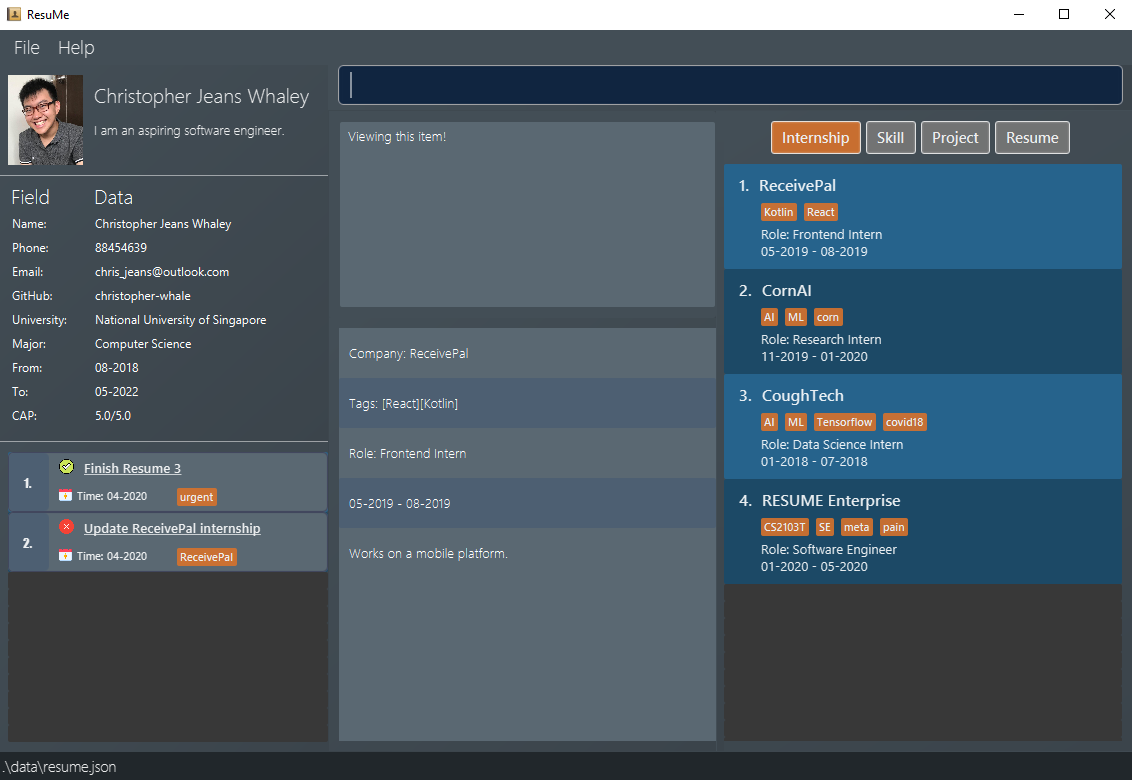 ResuMe
File Help
Christopher Jeans Whaley
I am an aspiring software engineer.
Field Data
Name: Christopher Jeans Whaley
Phone: 88454639
Email: chris_jeans@outlook.com
GitHub: christopher-whale
University: National University of Singapore
Major: Computer Science
From: 08-2018
To: 05-2022
CAP: 5.0/5.0
1. Finish Resume 3
Time: 04-2020 urgent
2. Update ReceivePal internship
Time: 04-2020 ReceivePal
Viewing this item!
Company: ReceivePal
Tags: [React][Kotlin]
Role: Frontend Intern
05-2019 - 08-2019
Works on a mobile platform.
Internship Skill Project Resume
1. ReceivePal
Kotlin React
Role: Frontend Intern
05-2019 - 08-2019
2. CornAI
AI ML corn
Role: Research Intern
11-2019 - 01-2020
3. CoughTech
AI ML Tensorflow covid18
Role: Data Science Intern
01-2018 - 07-2018
4. RESUME Enterprise
CS2103T SE meta pain
Role: Software Engineer
01-2020 - 05-2020
.\data\resume.json